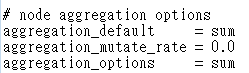 # node aggregation options
aggregation_default     = sum
aggregation_mutate_rate = 0.0
aggregation_options     = sum